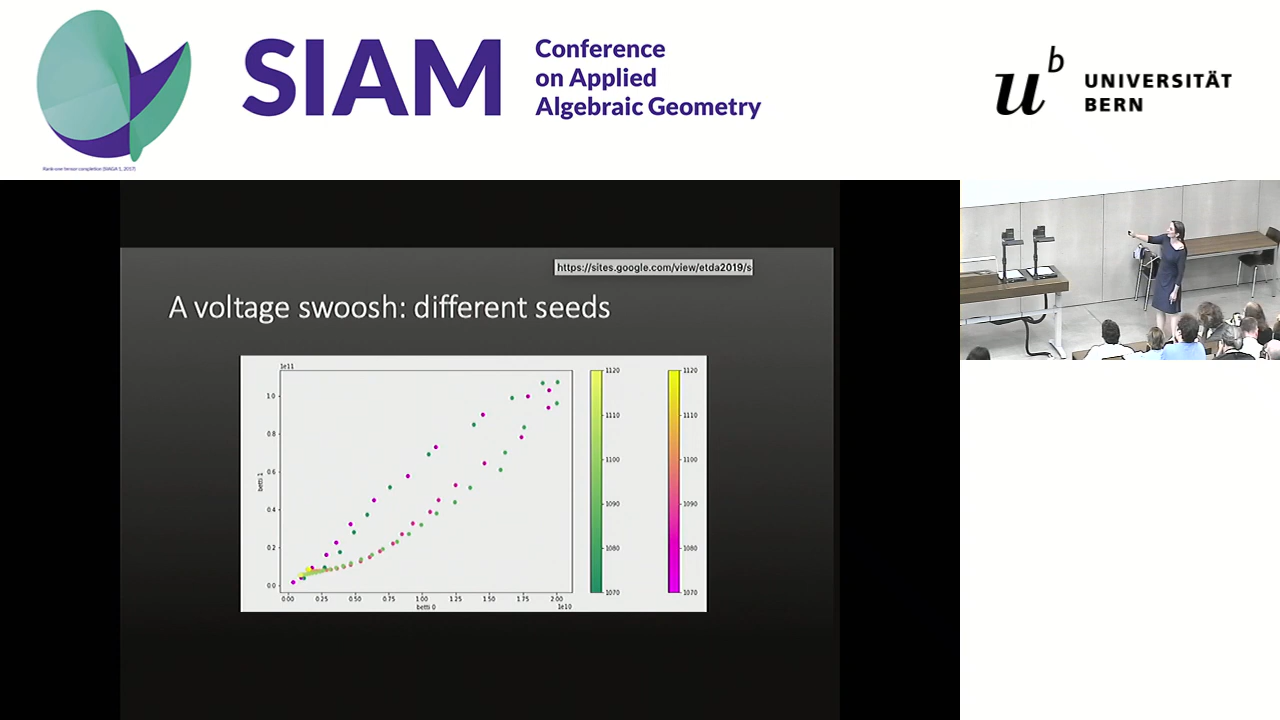 SIAM
Conference
on Applied
Algebraic Geometry
u
b
UNIVERSITÄT
BERN
https://sites.google.com/view/etda2019/s
A voltage swoosh: different seeds
1e11
1.0
0.8
0.6
0.4
0.2
0.0
betti 1
0.00 0.25 0.50 0.75 1.00 1.25 1.50 1.75 2.00
betti 0
1e10
1120
1110
1100
1090
1080
1070
1120
1110
1100
1090
1080
1070